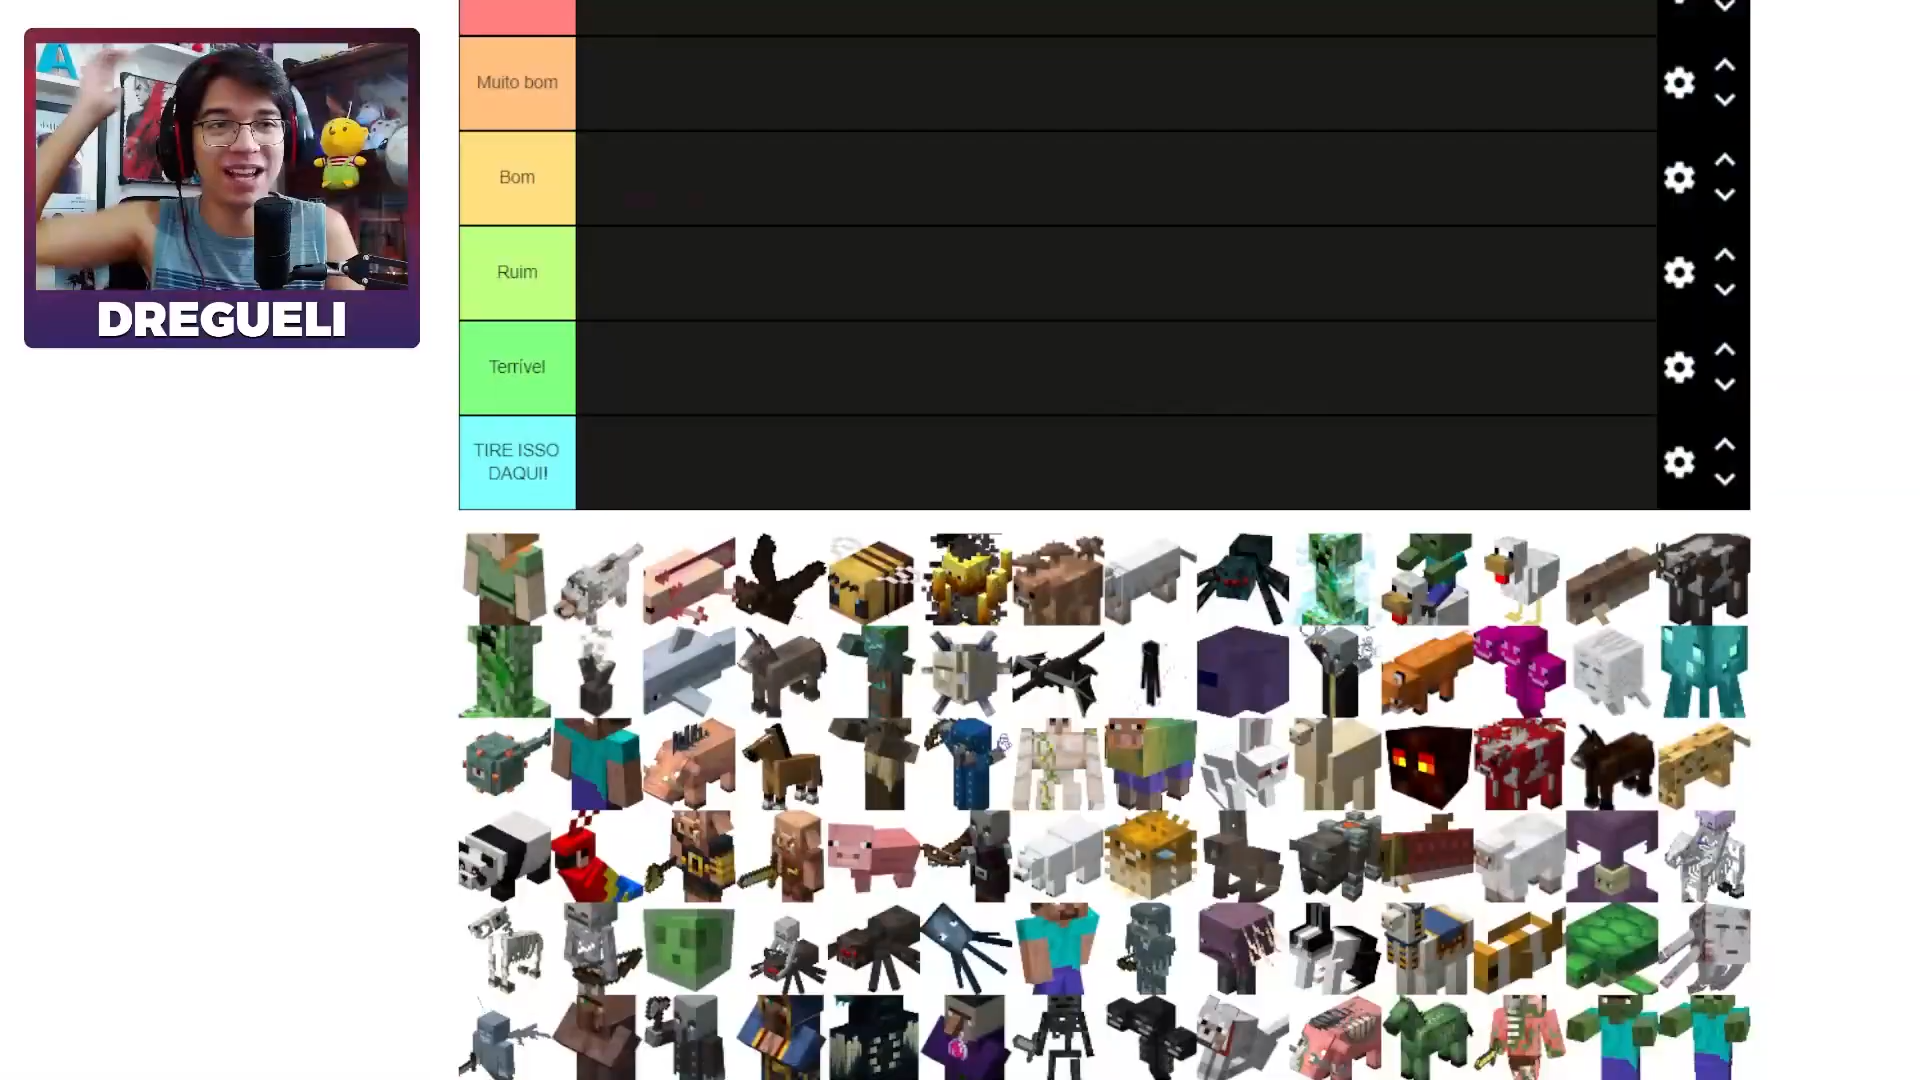 Muito bom
Bom
Ruim
Terrível
TIRE ISSO
DAQUI!
A
DREGUELI